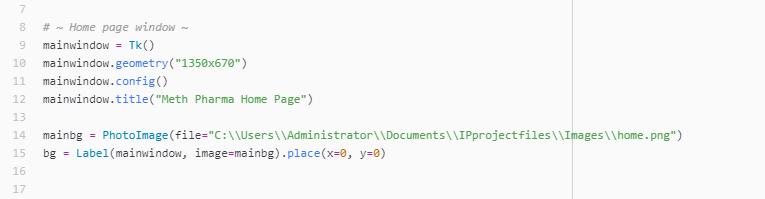 7
8 # ~ Home page window ~
9 mainwindow = Tk()
10 mainwindow.geometry("1350x670")
11 mainwindow.config()
12 mainwindow.title("Meth Pharma Home Page")
13
14 mainbg = PhotoImage(file="C:\\Users\\Administrator\\Documents\\IPprojectfiles\\Images\\home.png")
15 bg = Label(mainwindow, image=mainbg).place(x=0, y=0)
16
17